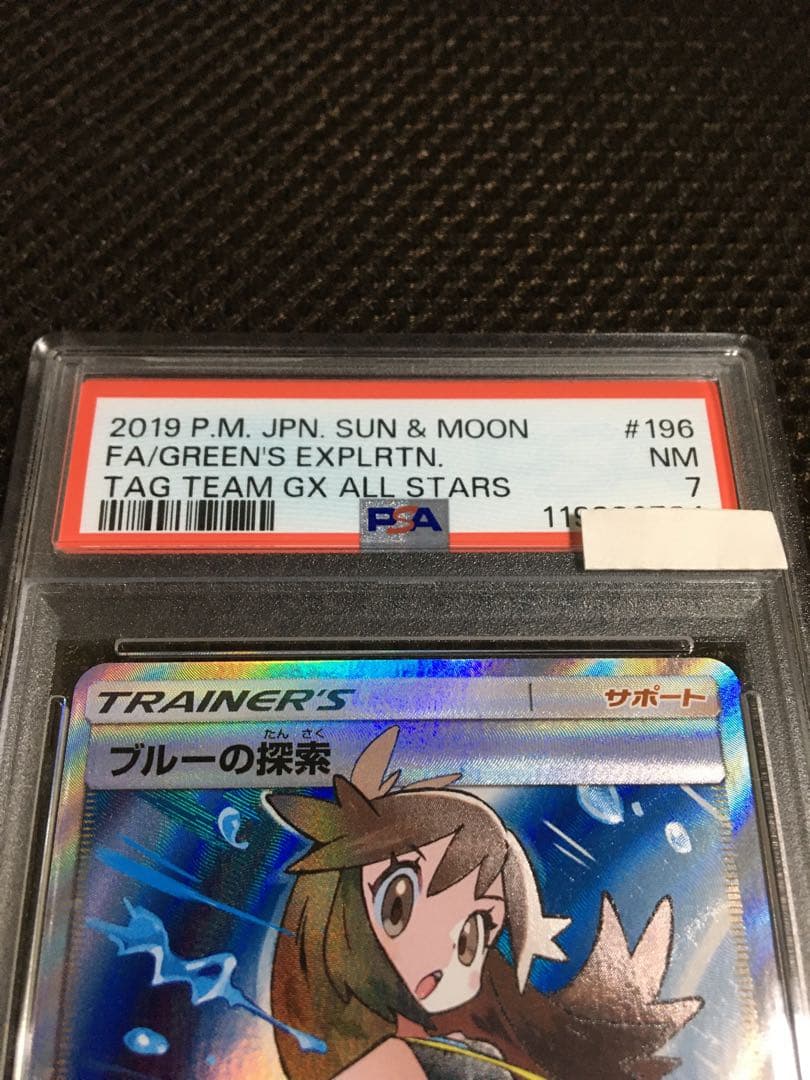 2019 P.M. JPN. SUN & MOON #196
FA/GREEN'S EXPLRTN. NM
TAG TEAM GX ALL STARS 7
PSA
TRAINER'S サポート
たん さく
ブルーの探索